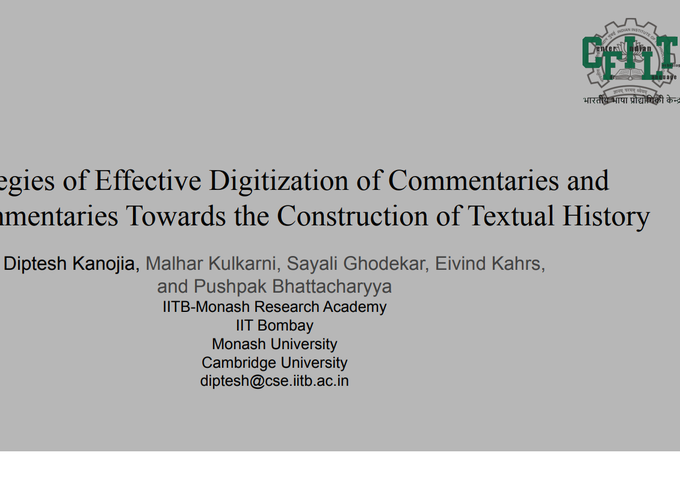 CFILT
भारतीय भाषा प्रौद्योगिकी केन्द्र
egies of Effective Digitization of Commentaries and
mentaries Towards the Construction of Textual History
Diptesh Kanojia, Malhar Kulkarni, Sayali Ghodekar, Eivind Kahrs,
and Pushpak Bhattacharyya
IITB-Monash Research Academy
IIT Bombay
Monash University
Cambridge University
diptesh@cse.iitb.ac.in